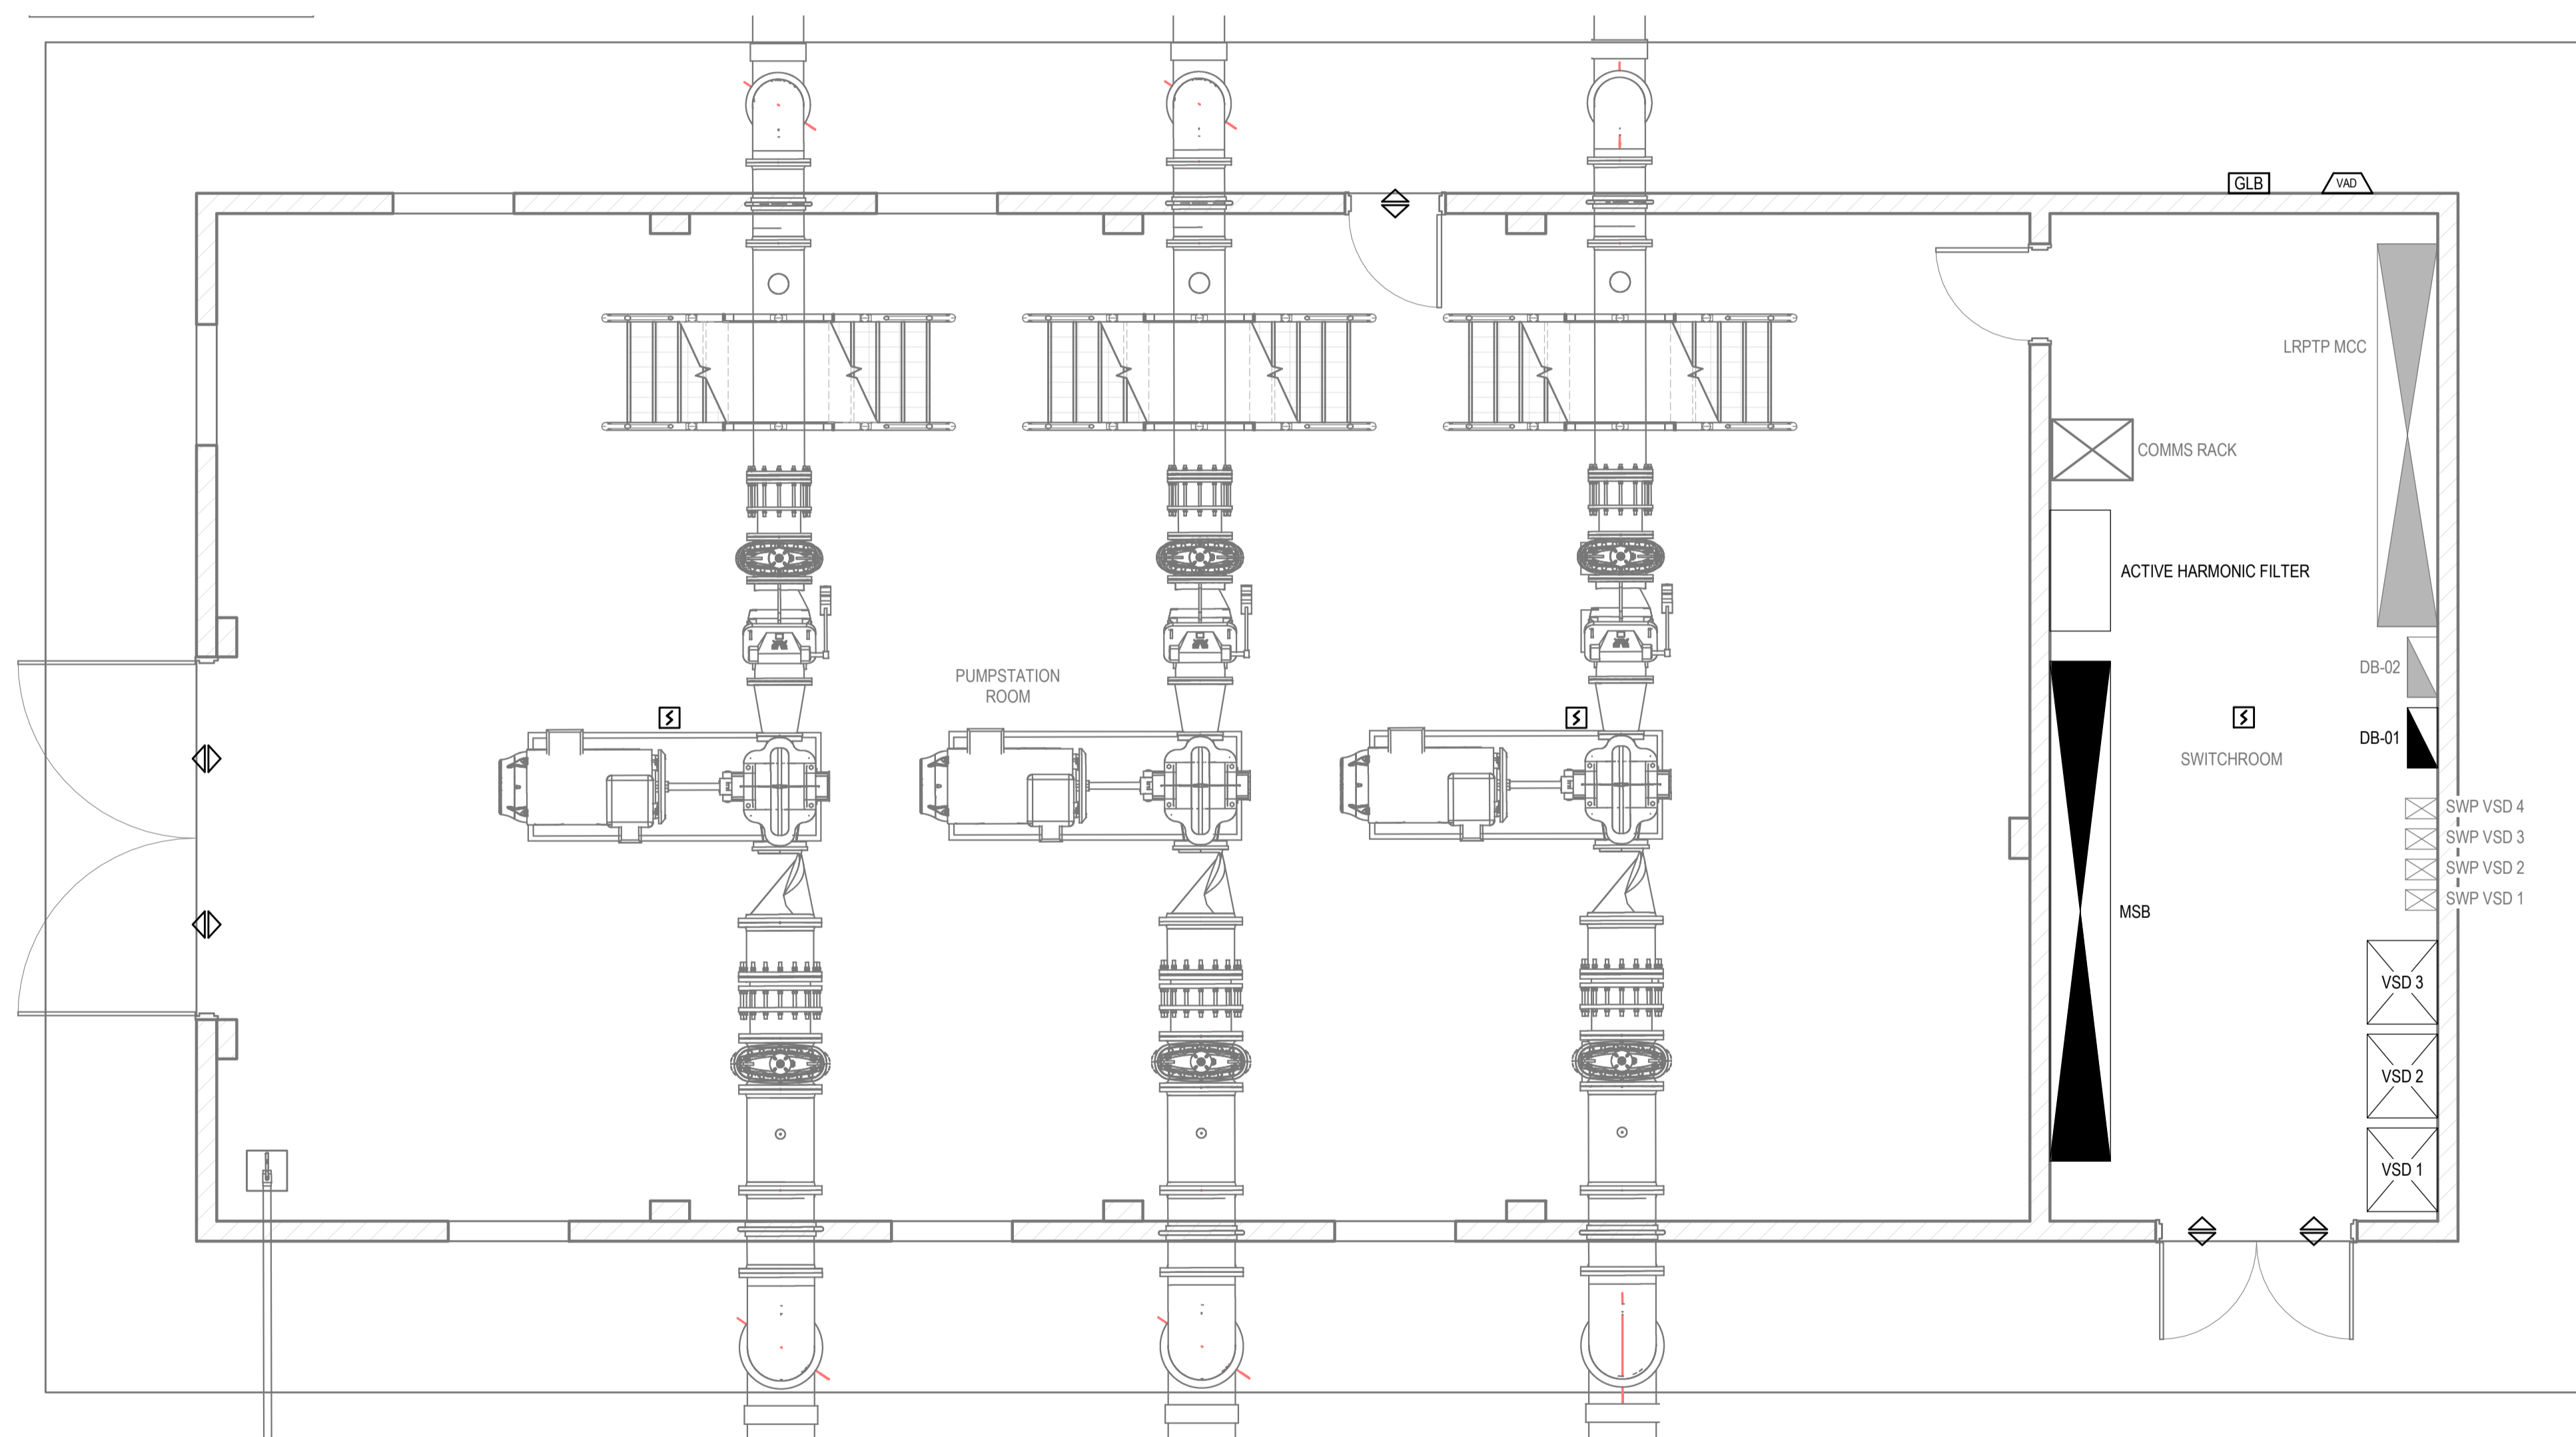 GLB
VAD
LRPTP MCC
COMMS RACK
ACTIVE HARMONIC FILTER
PUMPSTATION
ROOM
DB-02
DB-01
SWITCHROOM
SWP VSD 4
SWP VSD 3
SWP VSD 2
SWP VSD 1
MSB
VSD 3
VSD 2
VSD 1